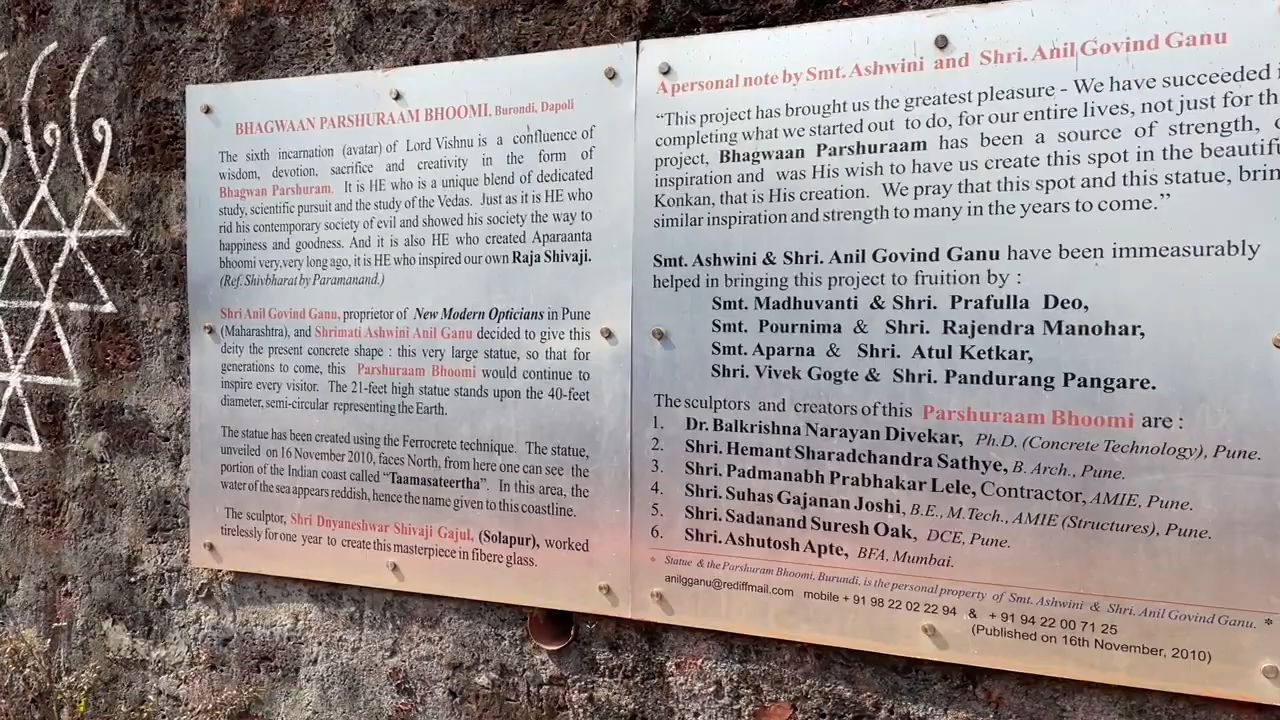 BHAGWAAN PARSHURAAM BHOOMI, Burondi, Dapoli
The sixth incarnation (avatar) of Lord Vishnu is a confluence of
wisdom, devotion, sacrifice and creativity in the form of
Bhagwan Parshuram. It is HE who is a unique blend of dedicated
study, scientific pursuit and the study of the Vedas. Just as it is HE who
rid his contemporary society of evil and showed his society the way to
happiness and goodness. And it is also HE who created Aparaanta
bhoomi very,very long ago, it is HE who inspired our own Raja Shivaji.
(Ref. Shivbharat by Paramanand.)
Shri Anil Govind Ganu, proprietor of New Modern Opticians in Pune
(Maharashtra), and Shrimati Ashwini Anil Ganu decided to give this
deity the present concrete shape : this very large statue, so that for
generations to come, this Parshuraam Bhoomi would continue to
inspire every visitor. The 21-feet high statue stands upon the 40-feet
diameter, semi-circular representing the Earth.
The statue has been created using the Ferrocrete technique. The statue,
unveiled on 16 November 2010, faces North, from here one can see the
portion of the Indian coast called "Taamasateertha". In this area, the
water of the sea appears reddish, hence the name given to this coastline.
The sculptor, Shri Dnyaneshwar Shivaji Gajul, (Solapur), worked
tirelessly for one year to create this masterpiece in fibere glass.
A personal note by Smt. Ashwini and Shri. Anil Govind Ganu
"This project has brought us the greatest pleasure - We have succeeded
completing what we started out to do, for our entire lives, not just for
project, Bhagwaan Parshuraam has been a source of strength,
inspiration and was His wish to have us create this spot in the
Konkan, that is His creation. We pray that this spot and this statue,
similar inspiration and strength to many in the years to come."
Smt. Ashwini & Shri. Anil Govind Ganu have been immeasurably
helped in bringing this project to fruition by :
Smt. Madhuvanti & Shri. Prafulla Deo,
Smt. Pournima & Shri. Rajendra Manohar,
Smt. Aparna & Shri. Atul Ketkar,
Shri. Vivek Gogte & Shri. Pandurang Pangare.
The sculptors and creators of this Parshuraam Bhoomi are :
1. Dr. Balkrishna Narayan Divekar, Ph.D. (Concrete Technology), Pune.
2. Shri. Hemant Sharadchandra Sathye, B. Arch., Pune.
3. Shri. Padmanabh Prabhakar Lele, Contractor, AMIE, Pune.
4. Shri. Suhas Gajanan Joshi, B.E., M.Tech., AMIE (Structures), Pune.
5. Shri. Sadanand Suresh Oak, DCE, Pune.
6. Shri. Ashutosh Apte, BFA, Mumbai.
* Statue & the Parshuram Bhoomi, Burundi, is the personal property of Smt. Ashwini & Shri. Anil Govind Ganu. *
anilgganu@rediffmail.com mobile + 91 98 22 02 22 94 & + 91 94 22 00 71 25
(Published on 16th November, 2010)